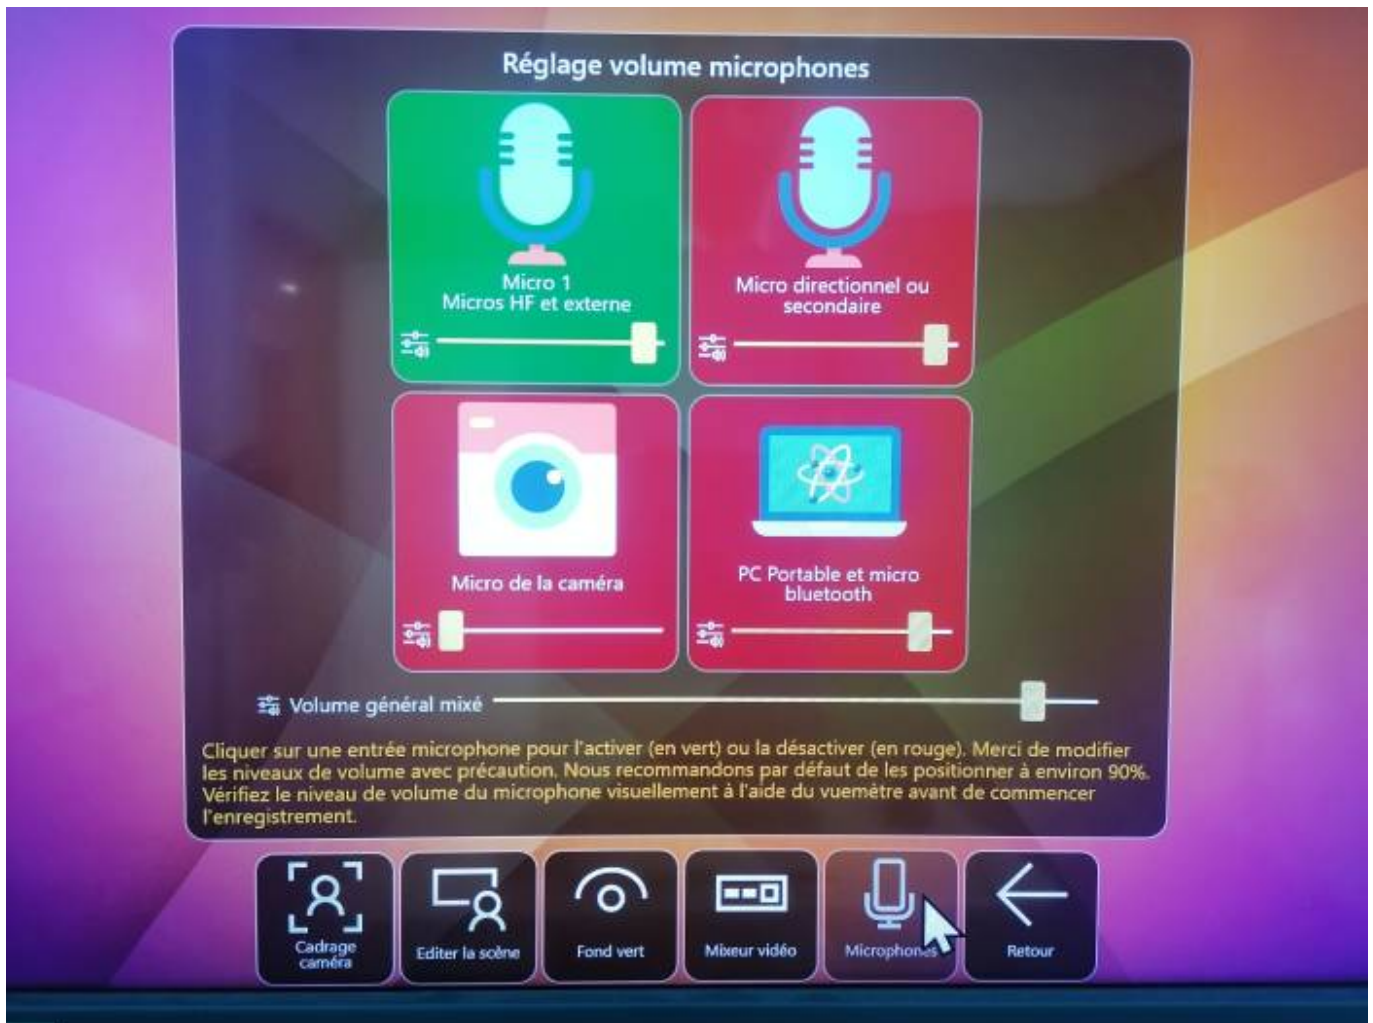 Réglage volume microphones
Micro 1
Micros HF et externe
Micro directionnel ou
secondaire
Micro de la caméra
PC Portable et micro
bluetooth
Volume général mixé
Cliquer sur une entrée microphone pour l'activer (en vert) ou la désactiver (en rouge). Merci de modifier
les niveaux de volume avec précaution. Nous recommandons par défaut de les positionner à environ 90%.
Vérifiez le niveau de volume du microphone visuellement à l'aide du vuemètre avant de commencer
l'enregistrement.
Cadrage
caméra
Editer la scène
Fond vert
Mixeur vidéo
Microphones
Retour